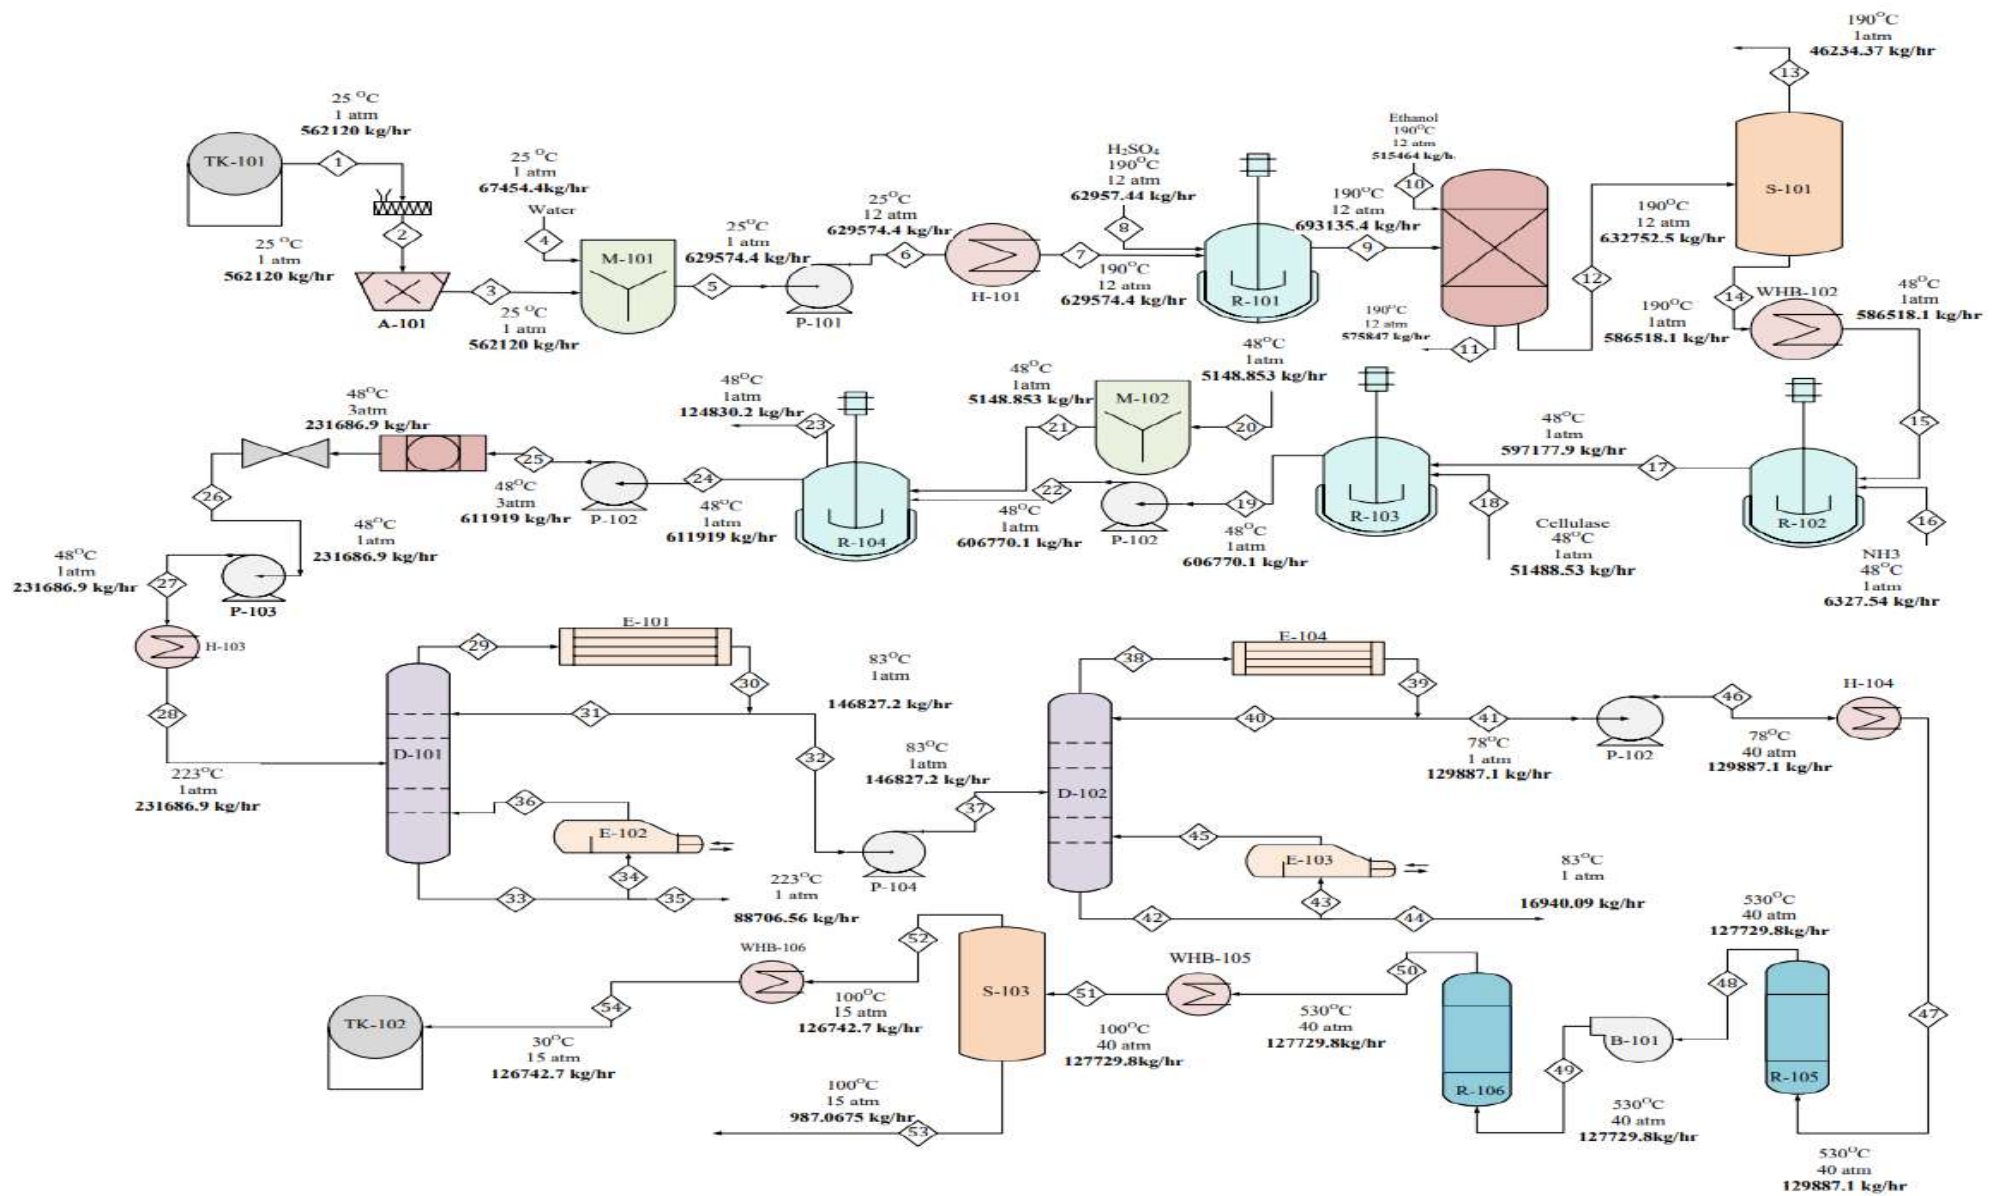 190°C
1atm
46234.37 kg/hr
13
25 °C
1 atm
562120 kg/hr
TK-101
1
2
25 °C
1 atm
562120 kg/hr
A-101
3
25 °C
1 atm
562120 kg/hr
25 °C
1 atm
67454.4kg/hr
Water
4
M-101
25°C
1 atm
629574.4 kg/hr
5
P-101
25°C
12 atm
629574.4 kg/hr
6
H-101
7
190°C
12 atm
629574.4 kg/hr
H₂SO₄
190°C
12 atm
62957.44 kg/hr
8
R-101
190°C
12 atm
693135.4 kg/hr
9
Ethanol
190°C
12 atm
515464 kg/h.
10
190°C
12 atm
575847 kg/hr
11
12
190°C
12 atm
632752.5 kg/hr
S-101
14
190°C
1atm
586518.1 kg/hr
WHB-102
48°C
1atm
586518.1 kg/hr
15
16
NH3
48°C
1atm
6327.54 kg/hr
R-102
48°C
1atm
597177.9 kg/hr
17
18
Cellulase
48°C
1atm
51488.53 kg/hr
R-103
19
48°C
1atm
606770.1 kg/hr
P-102
48°C
1atm
5148.853 kg/hr
20
M-102
48°C
1atm
5148.853 kg/hr
21
22
48°C
1atm
606770.1 kg/hr
R-104
48°C
1atm
124830.2 kg/hr
23
24
48°C
1atm
611919 kg/hr
P-102
25
48°C
3atm
611919 kg/hr
48°C
3atm
231686.9 kg/hr
26
48°C
1atm
231686.9 kg/hr
P-103
48°C
1atm
231686.9 kg/hr
27
H-103
28
223°C
1atm
231686.9 kg/hr
D-101
29
E-101
30
31
32
83°C
1atm
146827.2 kg/hr
33
34
35
36
E-102
223°C
1 atm
88706.56 kg/hr
P-104
83°C
1atm
146827.2 kg/hr
37
D-102
38
E-104
39
40
41
78°C
1 atm
129887.1 kg/hr
42
43
44
45
E-103
83°C
1 atm
16940.09 kg/hr
P-102
46
78°C
40 atm
129887.1 kg/hr
H-104
47
530°C
40 atm
129887.1 kg/hr
R-105
530°C
40 atm
127729.8kg/hr
48
B-101
49
530°C
40 atm
127729.8kg/hr
R-106
50
530°C
40 atm
127729.8kg/hr
WHB-105
51
100°C
40 atm
127729.8kg/hr
S-103
52
100°C
15 atm
126742.7 kg/hr
WHB-106
53
100°C
15 atm
987.0675 kg/hr
54
30°C
15 atm
126742.7 kg/hr
TK-102